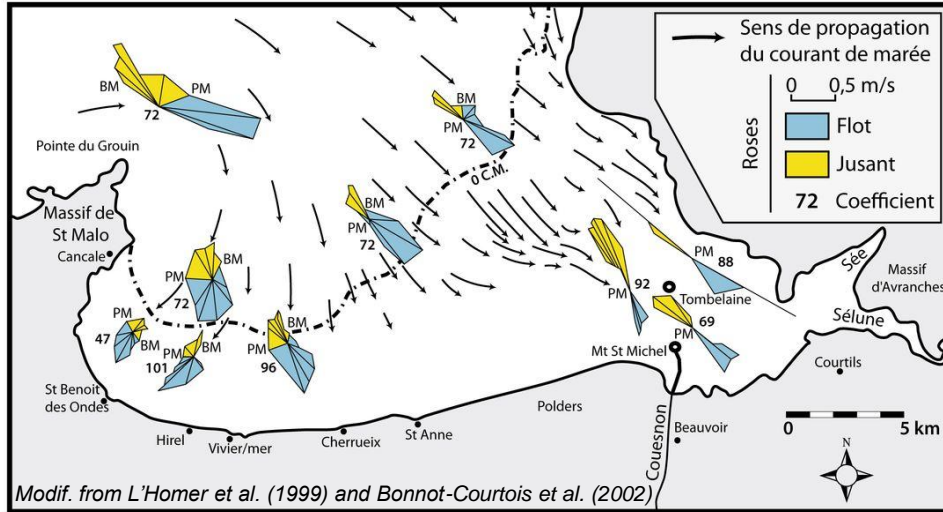 Sens de propagation
du courant de marée
0 0,5 m/s
Roses
Flot
Jusant
72 Coefficient
BM
PM
72
Pointe du Grouin
BM
PM
72
0 C.M.
Massif de
St Malo
Cancale
BM
PM
72
PM
72
BM
PM
92
PM
88
Tombelaine
69
PM
Mt St Michel
Sée
Massif
d'Avranches
Sélune
Courtils
47
PM
BM
PM
BM
101
BM
PM
96
St Benoit
des Ondes
Hirel
Vivier/mer
Cherrueix
St Anne
Polders
Couesnon
Beauvoir
0 5 km
N
Modif. from L'Homer et al. (1999) and Bonnot-Courtois et al. (2002)